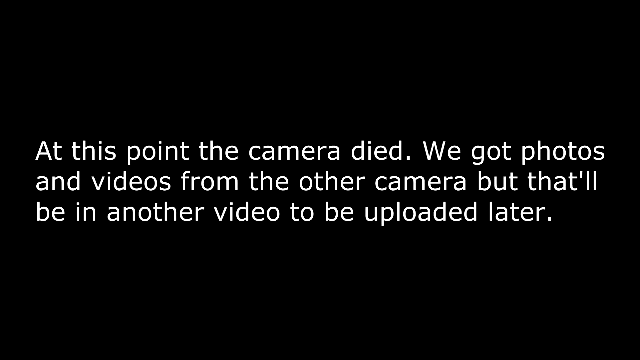 At this point the camera died. We got photos
and videos from the other camera but that'll
be in another video to be uploaded later.